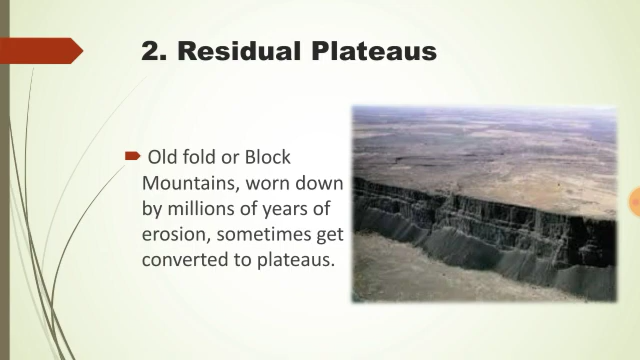 2. Residual Plateaus
Old fold or Block
Mountains, worn down
by millions of years of
erosion, sometimes get
converted to plateaus.